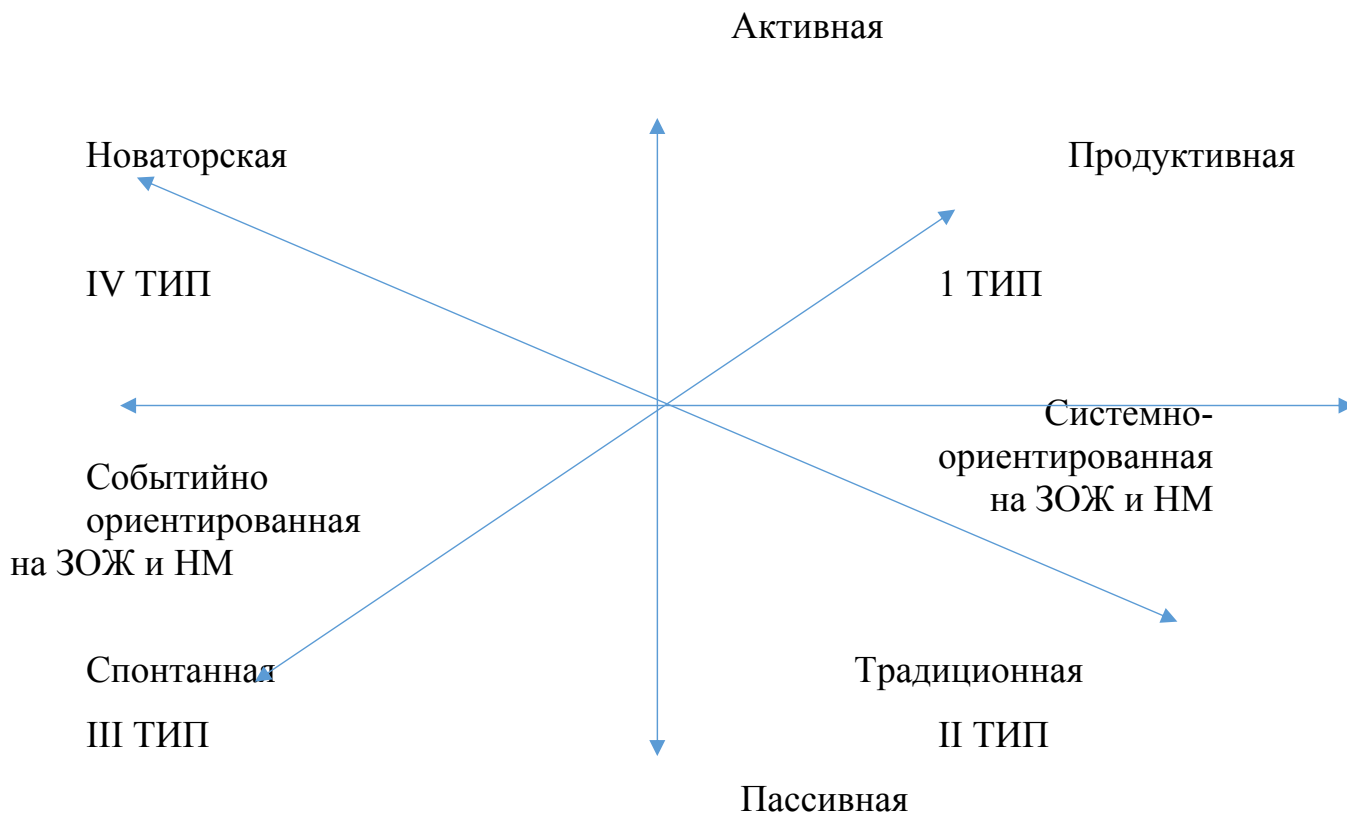 Активная
Новаторская
Продуктивная
IV ТИП
1 ТИП
Системно-
ориентированная
на ЗОЖ и НМ
Событийно
ориентированная
на ЗОЖ и НМ
Спонтанная
Традиционная
III ТИП
II ТИП
Пассивная